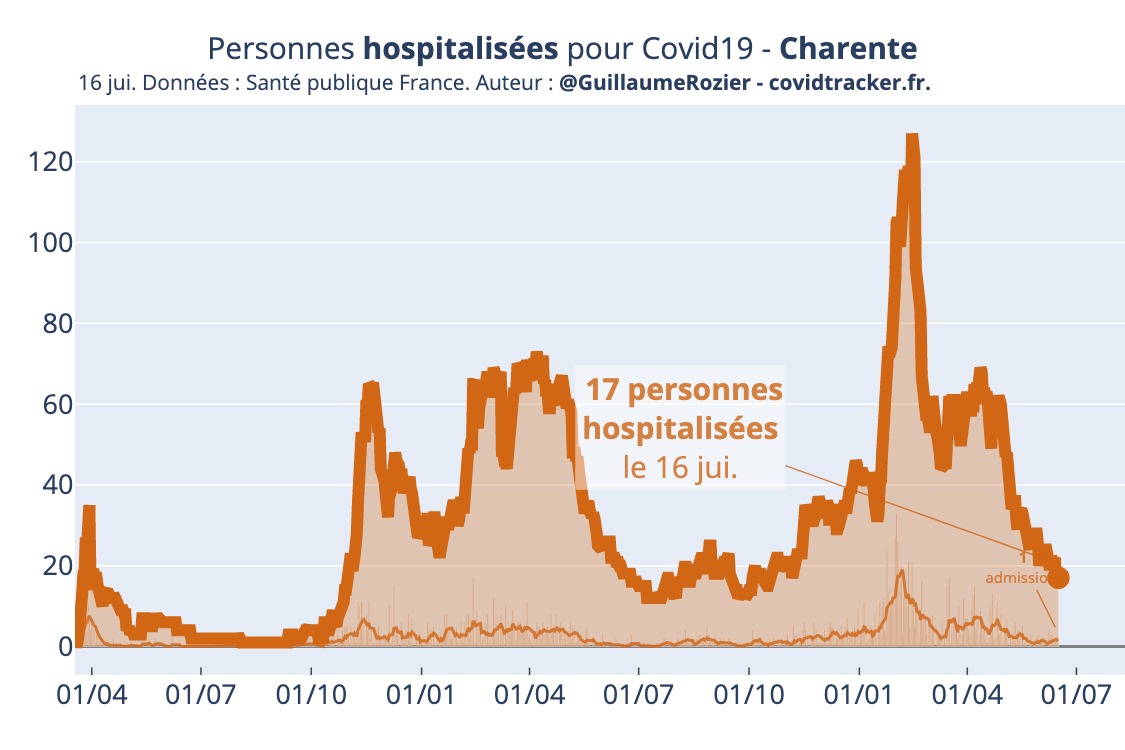 Personnes hospitalisées pour Covid19 - Charente
16 jui. Données : Santé publique France. Auteur : @GuillaumeRozier - covidtracker.fr.
120
100
80
60
40
20
0
17 personnes
hospitalisées
le 16 jui.
1
admissio
01/04 01/07 01/10 01/01 01/04 01/07 01/10 01/01 01/04 01/07